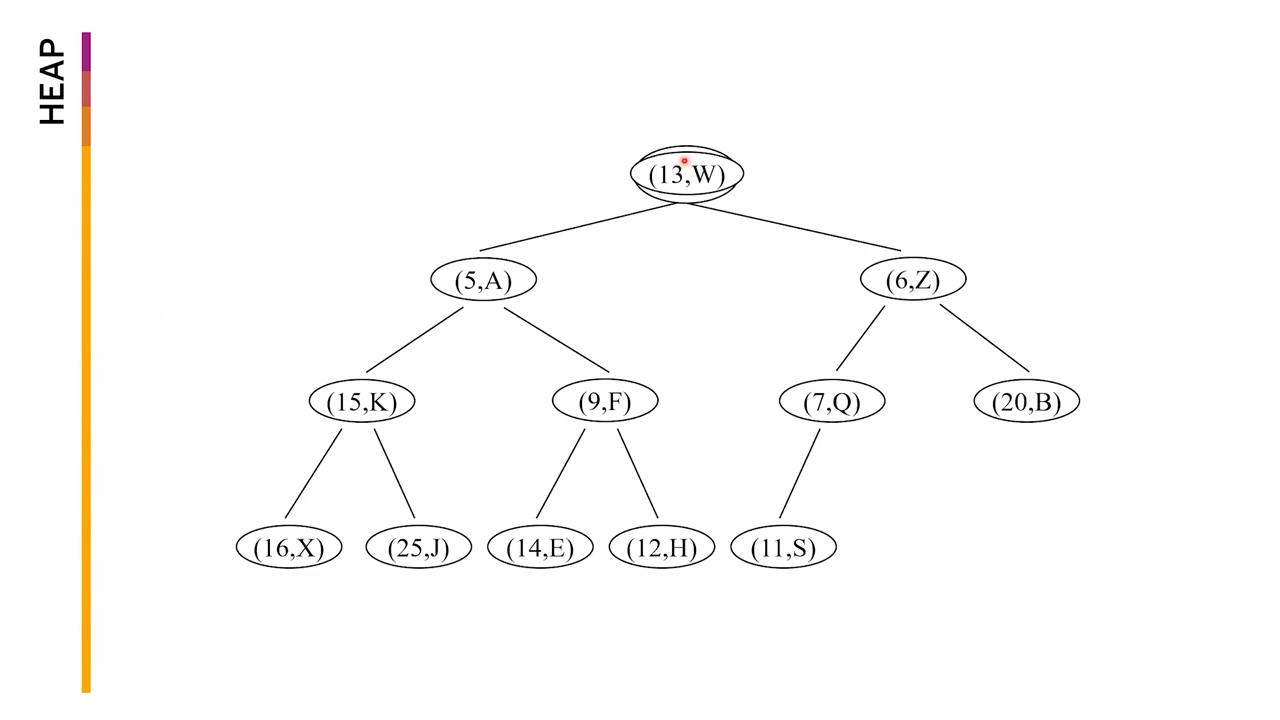 HEAP
(13,W)
(5,A) (6,Z)
(15,K) (9,F) (7,Q) (20,B)
(16,X) (25,J) (14,E) (12,H) (11,S)